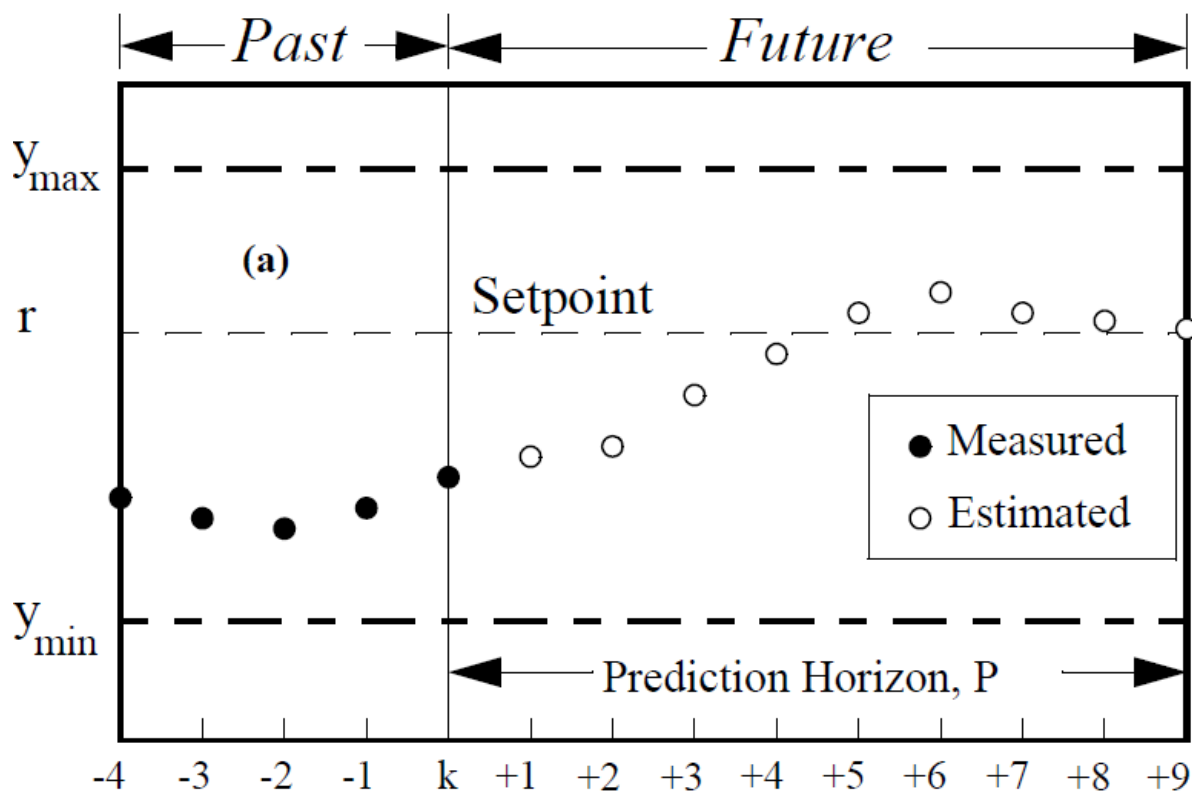 Past Future
y_max
(a)
Setpoint
r
Measured
Estimated
y_min
Prediction Horizon, P
-4 -3 -2 -1 k +1 +2 +3 +4 +5 +6 +7 +8 +9